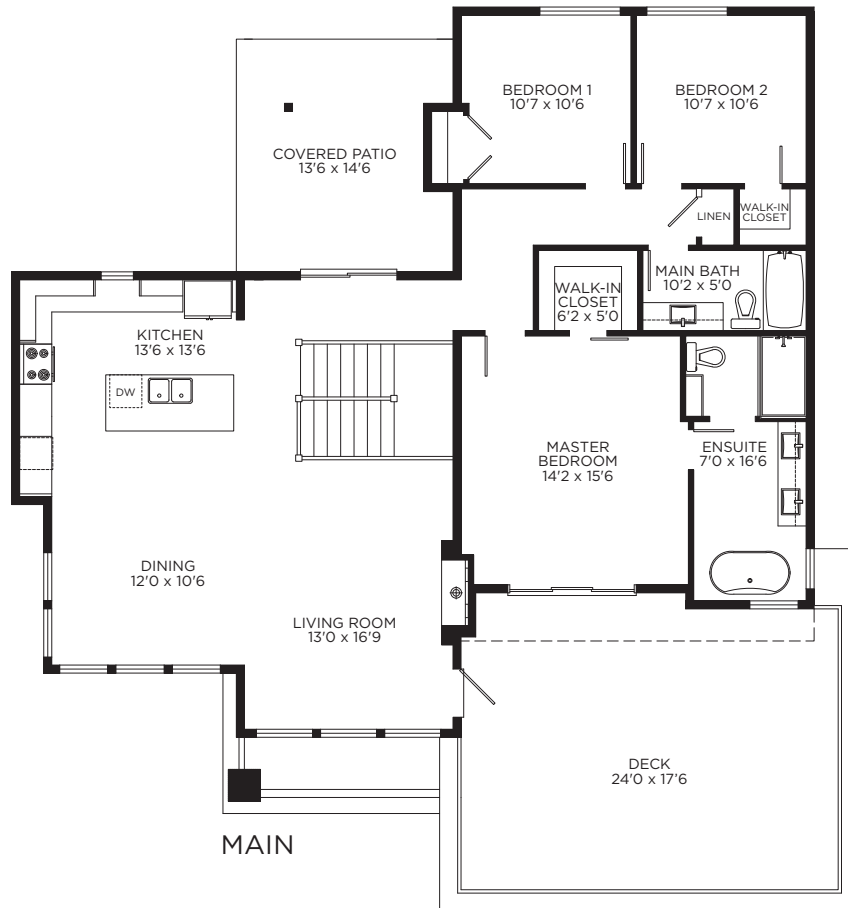 BEDROOM 1
10'7 x 10'6
BEDROOM 2
10'7 x 10'6
COVERED PATIO
13'6 x 14'6
LINEN
WALK-IN
CLOSET
MAIN BATH
10'2 x 5'0
WALK-IN
CLOSET
6'2 x 5'0
KITCHEN
13'6 x 13'6
DW
MASTER
BEDROOM
14'2 x 15'6
ENSUITE
7'0 x 16'6
DINING
12'0 x 10'6
LIVING ROOM
13'0 x 16'9
DECK
24'0 x 17'6
MAIN